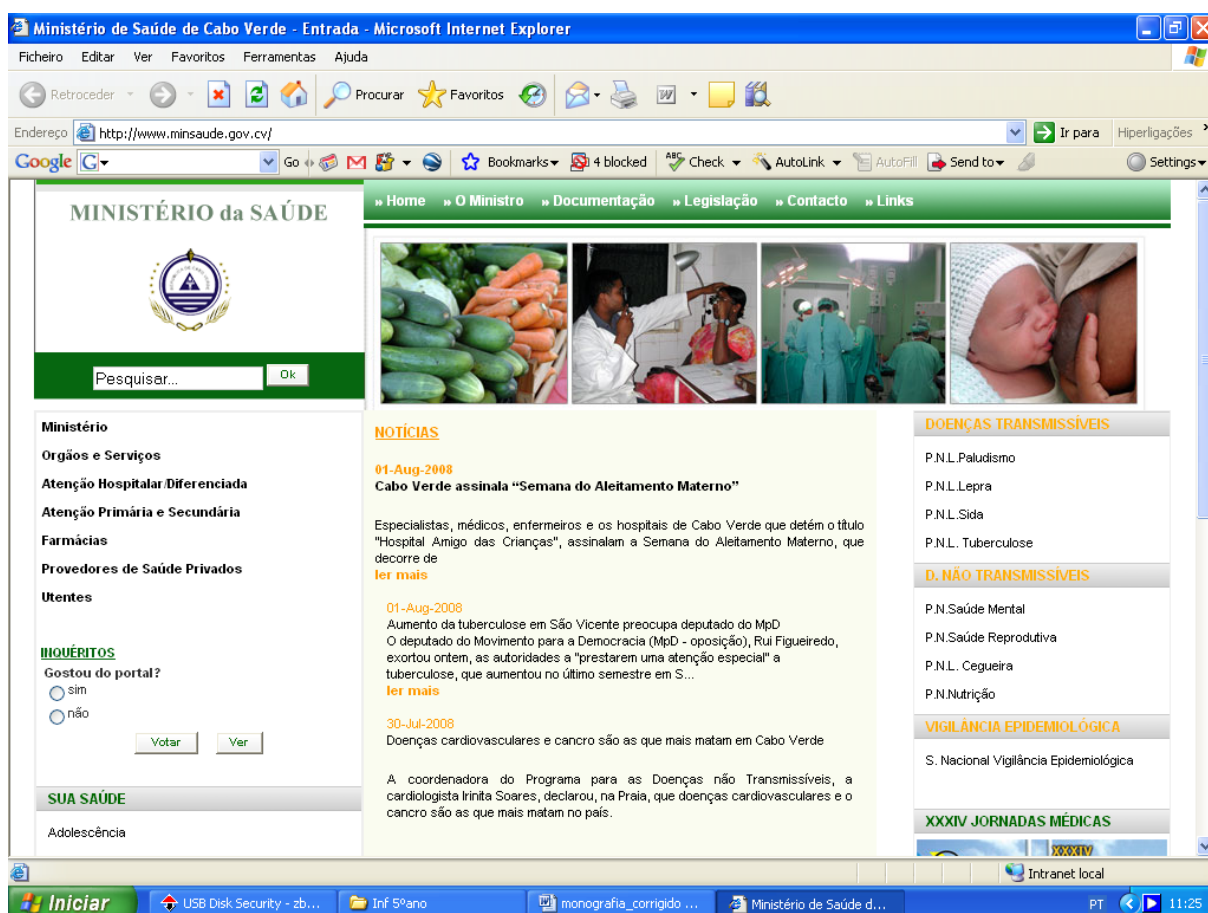 Ministério de Saúde de Cabo Verde - Entrada - Microsoft Internet Explorer
Ficheiro Editar Ver Favoritos Ferramentas Ajuda
Retroceder Procurar Favoritos
Endereço http://www.minsaude.gov.cv/ Ir para Hiperligações
Google G Go Bookmarks 4 blocked ABC Check AutoLink AutoFill Send to Settings
MINISTÉRIO da SAÚDE
» Home » O Ministro » Documentação » Legislação » Contacto » Links
Pesquisar... Ok
Ministério
Orgãos e Serviços
Atenção Hospitalar/Diferenciada
Atenção Primária e Secundária
Farmácias
Provedores de Saúde Privados
Utentes
INQUÉRITOS
Gostou do portal?
sim
não
Votar Ver
SUA SAÚDE
Adolescência
NOTÍCIAS
01-Aug-2008
Cabo Verde assinala “Semana do Aleitamento Materno”
Especialistas, médicos, enfermeiros e os hospitais de Cabo Verde que detém o título
"Hospital Amigo das Crianças", assinalam a Semana do Aleitamento Materno, que
decorre de
ler mais
01-Aug-2008
Aumento da tuberculose em São Vicente preocupa deputado do MpD
O deputado do Movimento para a Democracia (MpD - oposição), Rui Figueiredo,
exortou ontem, as autoridades a "prestarem uma atenção especial" a
tuberculose, que aumentou no último semestre em S...
ler mais
30-Jul-2008
Doenças cardiovasculares e cancro são as que mais matam em Cabo Verde
A coordenadora do Programa para as Doenças não Transmissíveis, a
cardiologista Irinita Soares, declarou, na Praia, que doenças cardiovasculares e o
cancro são as que mais matam no país.
DOENÇAS TRANSMISSÍVEIS
P.N.L.Paludismo
P.N.L.Lepra
P.N.L.Sida
P.N.L. Tuberculose
D. NÃO TRANSMISSÍVEIS
P.N.Saúde Mental
P.N.Saúde Reprodutiva
P.N.L. Cegueira
P.N.Nutrição
VIGILÂNCIA EPIDEMIOLÓGICA
S. Nacional Vigilância Epidemiológica
XXXIV JORNADAS MÉDICAS
XXXIV
Intranet local
Iniciar USB Disk Security - zb... Inf 5ºano monografia_corrigido ... Ministério de Saúde d... PT 11:25